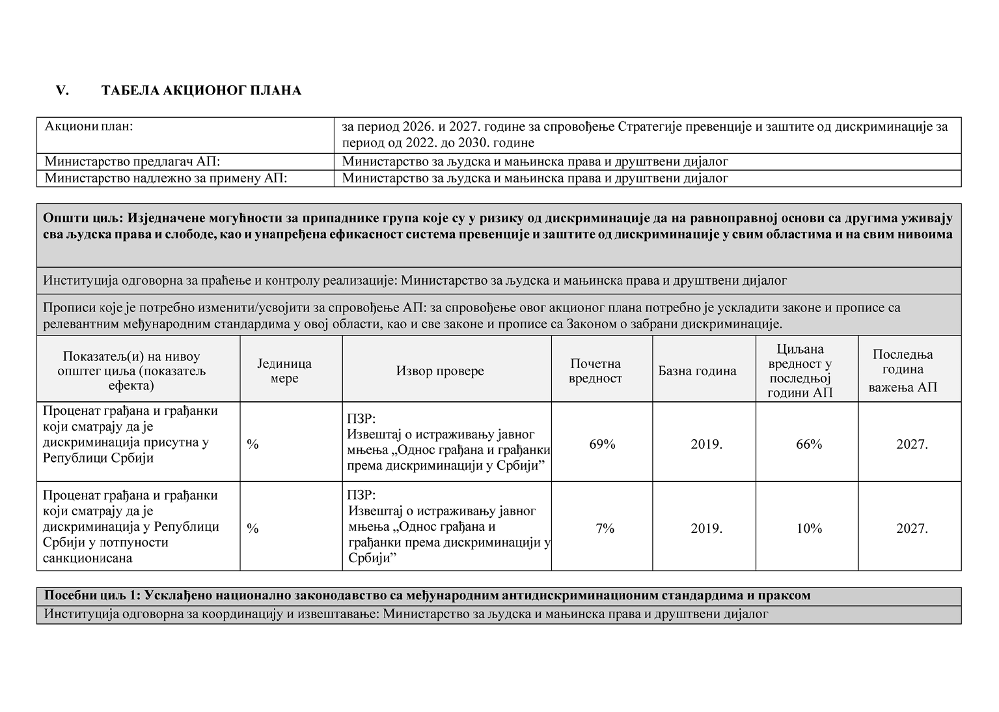 V. ТАБЕЛА АКЦИОНОГ ПЛАНА
Акциони план:
за период 2026. и 2027. године за спровођење Стратегије превенције и заштите од дискриминације за
период од 2022. до 2030. године
Министарство предлагач АП:
Министарство за људска и мањинска права и друштвени дијалог
Министарство надлежно за примену АП:
Министарство за људска и мањинска права и друштвени дијалог
Општи циљ: Изједначене могућности за припаднике група које су у ризику од дискриминације да на равноправној основи са другима уживају
сва људска права и слободе, као и унапређена ефикасност система превенције и заштите од дискриминације у свим областима и на свим нивоима
Институција одговорна за праћење и контролу реализације: Министарство за људска и мањинска права и друштвени дијалог
Прописи које је потребно изменити/усвојити за спровођење АП: за спровођење овог акционог плана потребно је ускладити законе и прописе са
релевантним међународним стандардима у овој области, као и све законе и прописе са Законом о забрани дискриминације.
Показатељ(и) на нивоу
општег циља (показатељ
ефекта)
Јединица
мере
Извор провере
Почетна
вредност
Базна година
Циљана
вредност у
последњој
години АП
Последња
година
важења АП
Проценат грађана и грађанки
који сматрају да је
дискриминација присутна у
Републици Србији
%
ПЗР:
Извештај о истраживању јавног
мњења „Однос грађана и грађанки
према дискриминацији у Србији”
69%
2019.
66%
2027.
Проценат грађана и грађанки
који сматрају да је
дискриминација у Републици
Србији у потпуности
санкционисана
%
ПЗР:
Извештај о истраживању јавног
мњења „Однос грађана и
грађанки према дискриминацији у
Србији”
7%
2019.
10%
2027.
Посебни циљ 1: Усклађено национално законодавство са међународним антидискриминационим стандардима и праксом
Институција одговорна за координацију и извештавање: Министарство за људска и мањинска права и друштвени дијалог